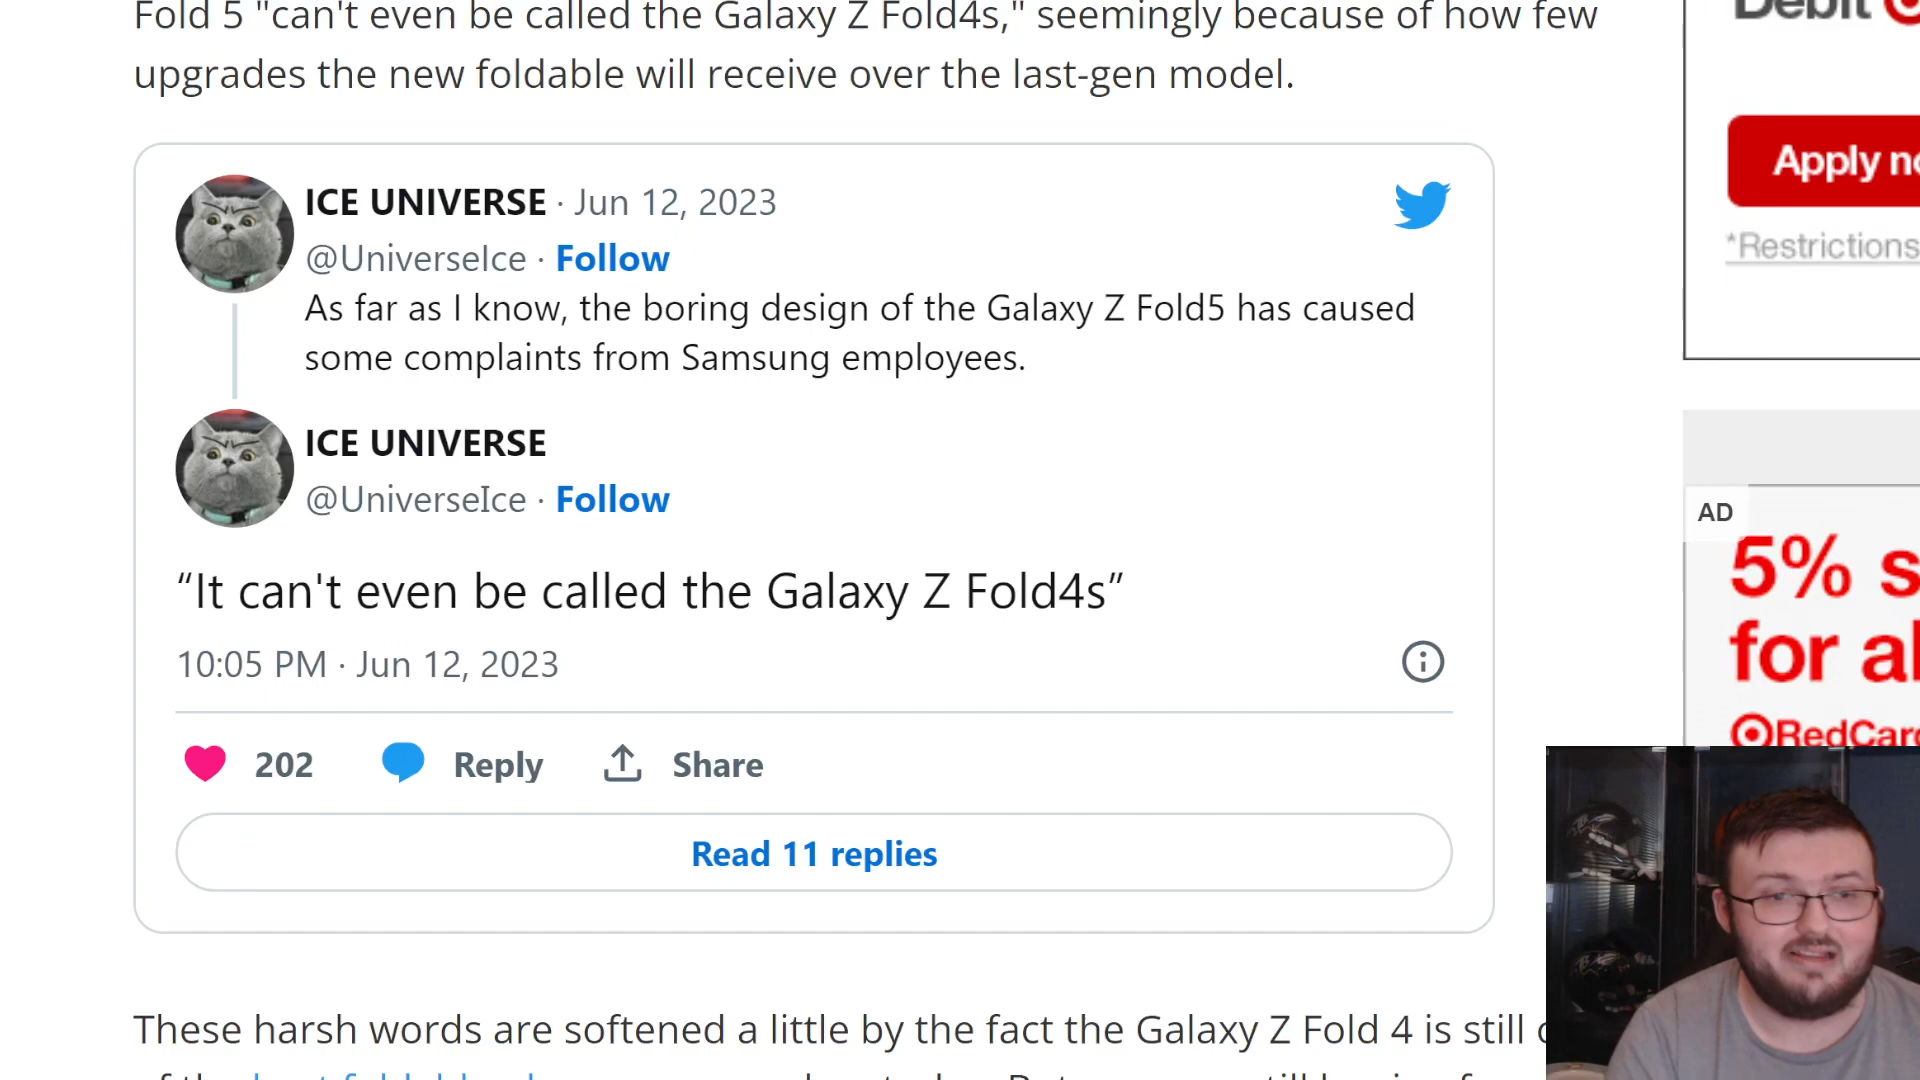 Fold 5 "can't even be called the Galaxy Z Fold4s," seemingly because of how few
upgrades the new foldable will receive over the last-gen model.
ICE UNIVERSE · Jun 12, 2023
@UniverseIce · Follow
As far as I know, the boring design of the Galaxy Z Fold5 has caused
some complaints from Samsung employees.
ICE UNIVERSE
@UniverseIce · Follow
“It can't even be called the Galaxy Z Fold4s”
10:05 PM · Jun 12, 2023
202 Reply Share
Read 11 replies
These harsh words are softened a little by the fact the Galaxy Z Fold 4 is still
Debit
Apply
*Restrictions
AD
5%
for
RedCard